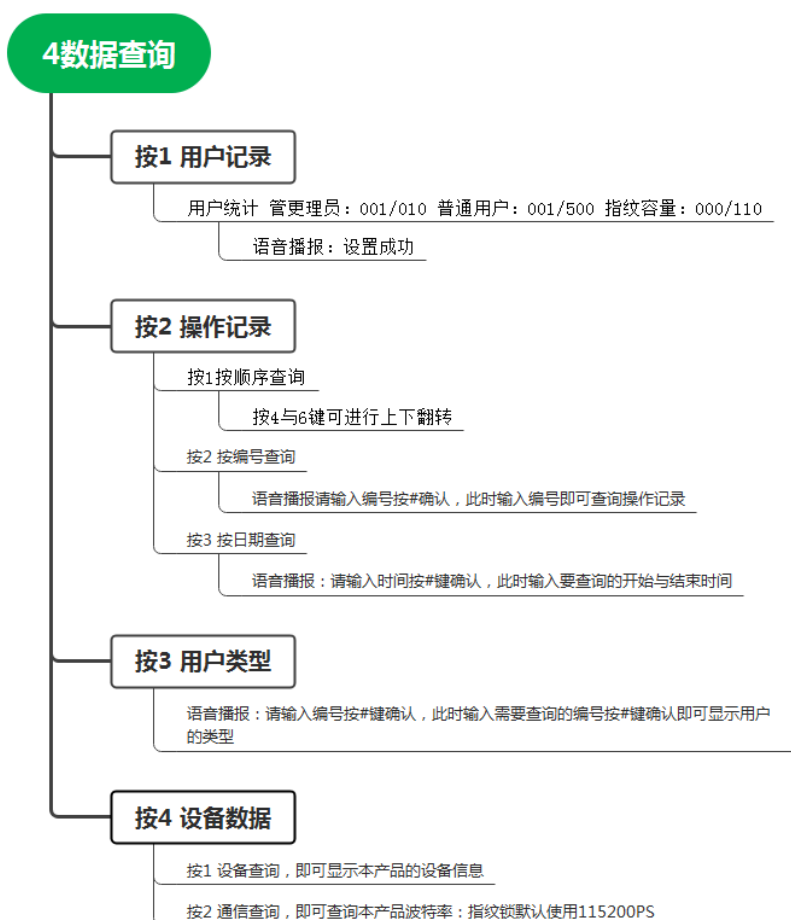 4数据查询
按1 用户记录
用户统计 管更理员：001/010 普通用户：001/500 指纹容量：000/110
语音播报：设置成功
按2 操作记录
按1按顺序查询
按4与6键可进行上下翻转
按2 按编号查询
语音播报请输入编号按#确认，此时输入编号即可查询操作记录
按3 按日期查询
语音播报：请输入时间按#键确认，此时输入要查询的开始与结束时间
按3 用户类型
语音播报：请输入编号按#键确认，此时输入需要查询的编号按#键确认即可显示用户
的类型
按4 设备数据
按1 设备查询，即可显示本产品的设备信息
按2 通信查询，即可查询本产品波特率：指纹锁默认使用115200PS